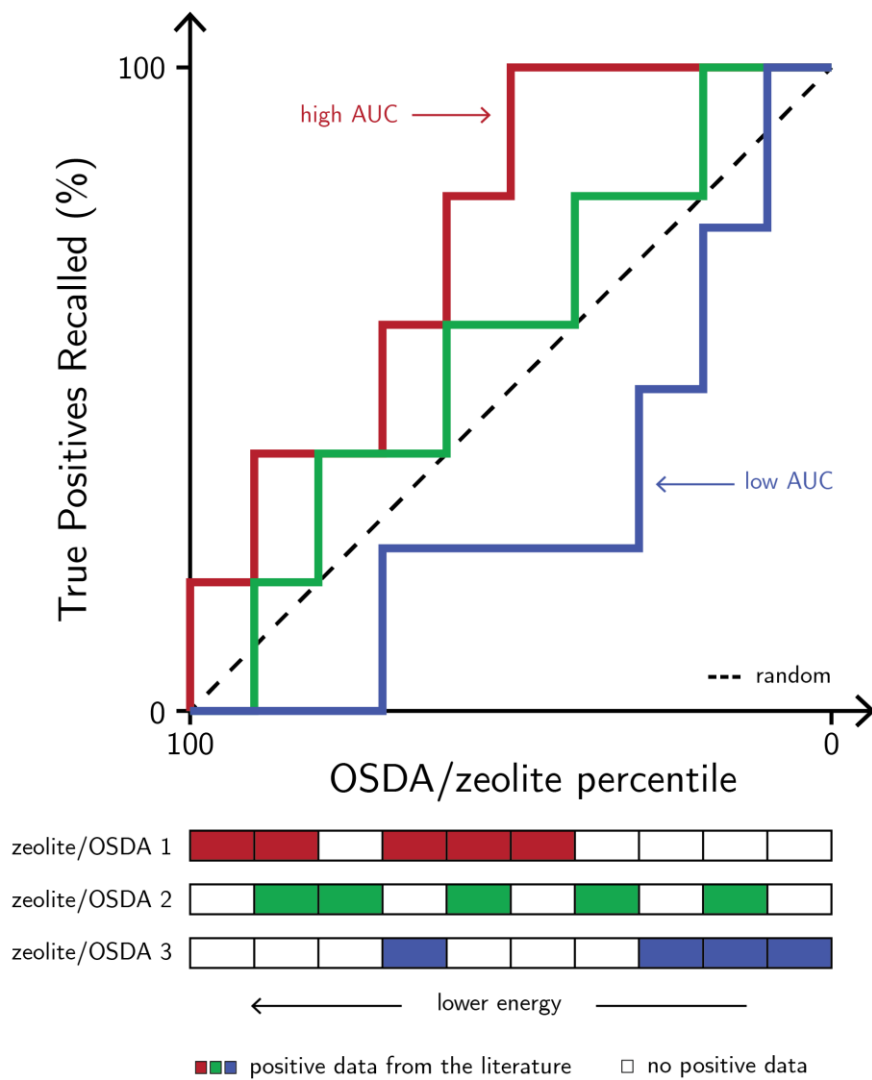 100
high AUC
True Positives Recalled (%)
low AUC
random
0
100
0
OSDA/zeolite percentile
zeolite/OSDA 1
zeolite/OSDA 2
zeolite/OSDA 3
lower energy
positive data from the literature
no positive data